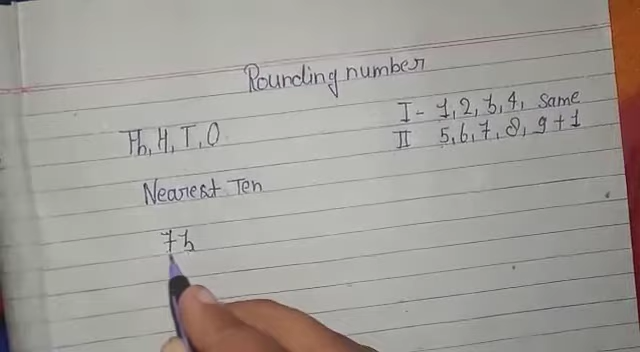 Rounding number
I - 1, 2, 3, 4, same
Th, H, T, O
II 5, 6, 7, 8, 9 + 1
Nearest Ten
73